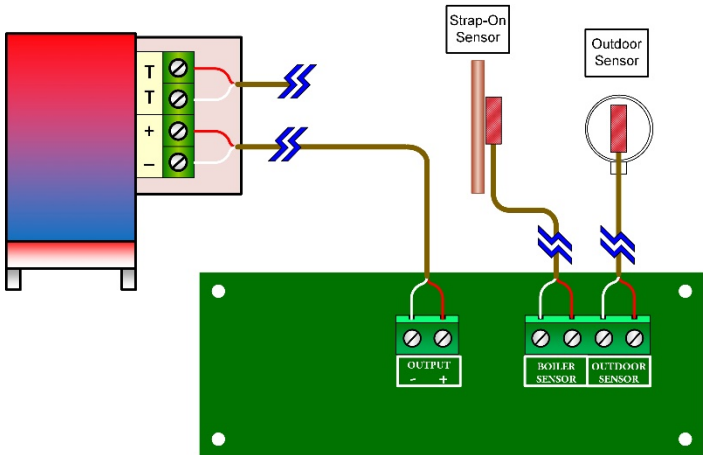 Strap-On
Sensor
Outdoor
Sensor
T
T
+
–
OUTPUT
- +
BOILER
SENSOR
OUTDOOR
SENSOR